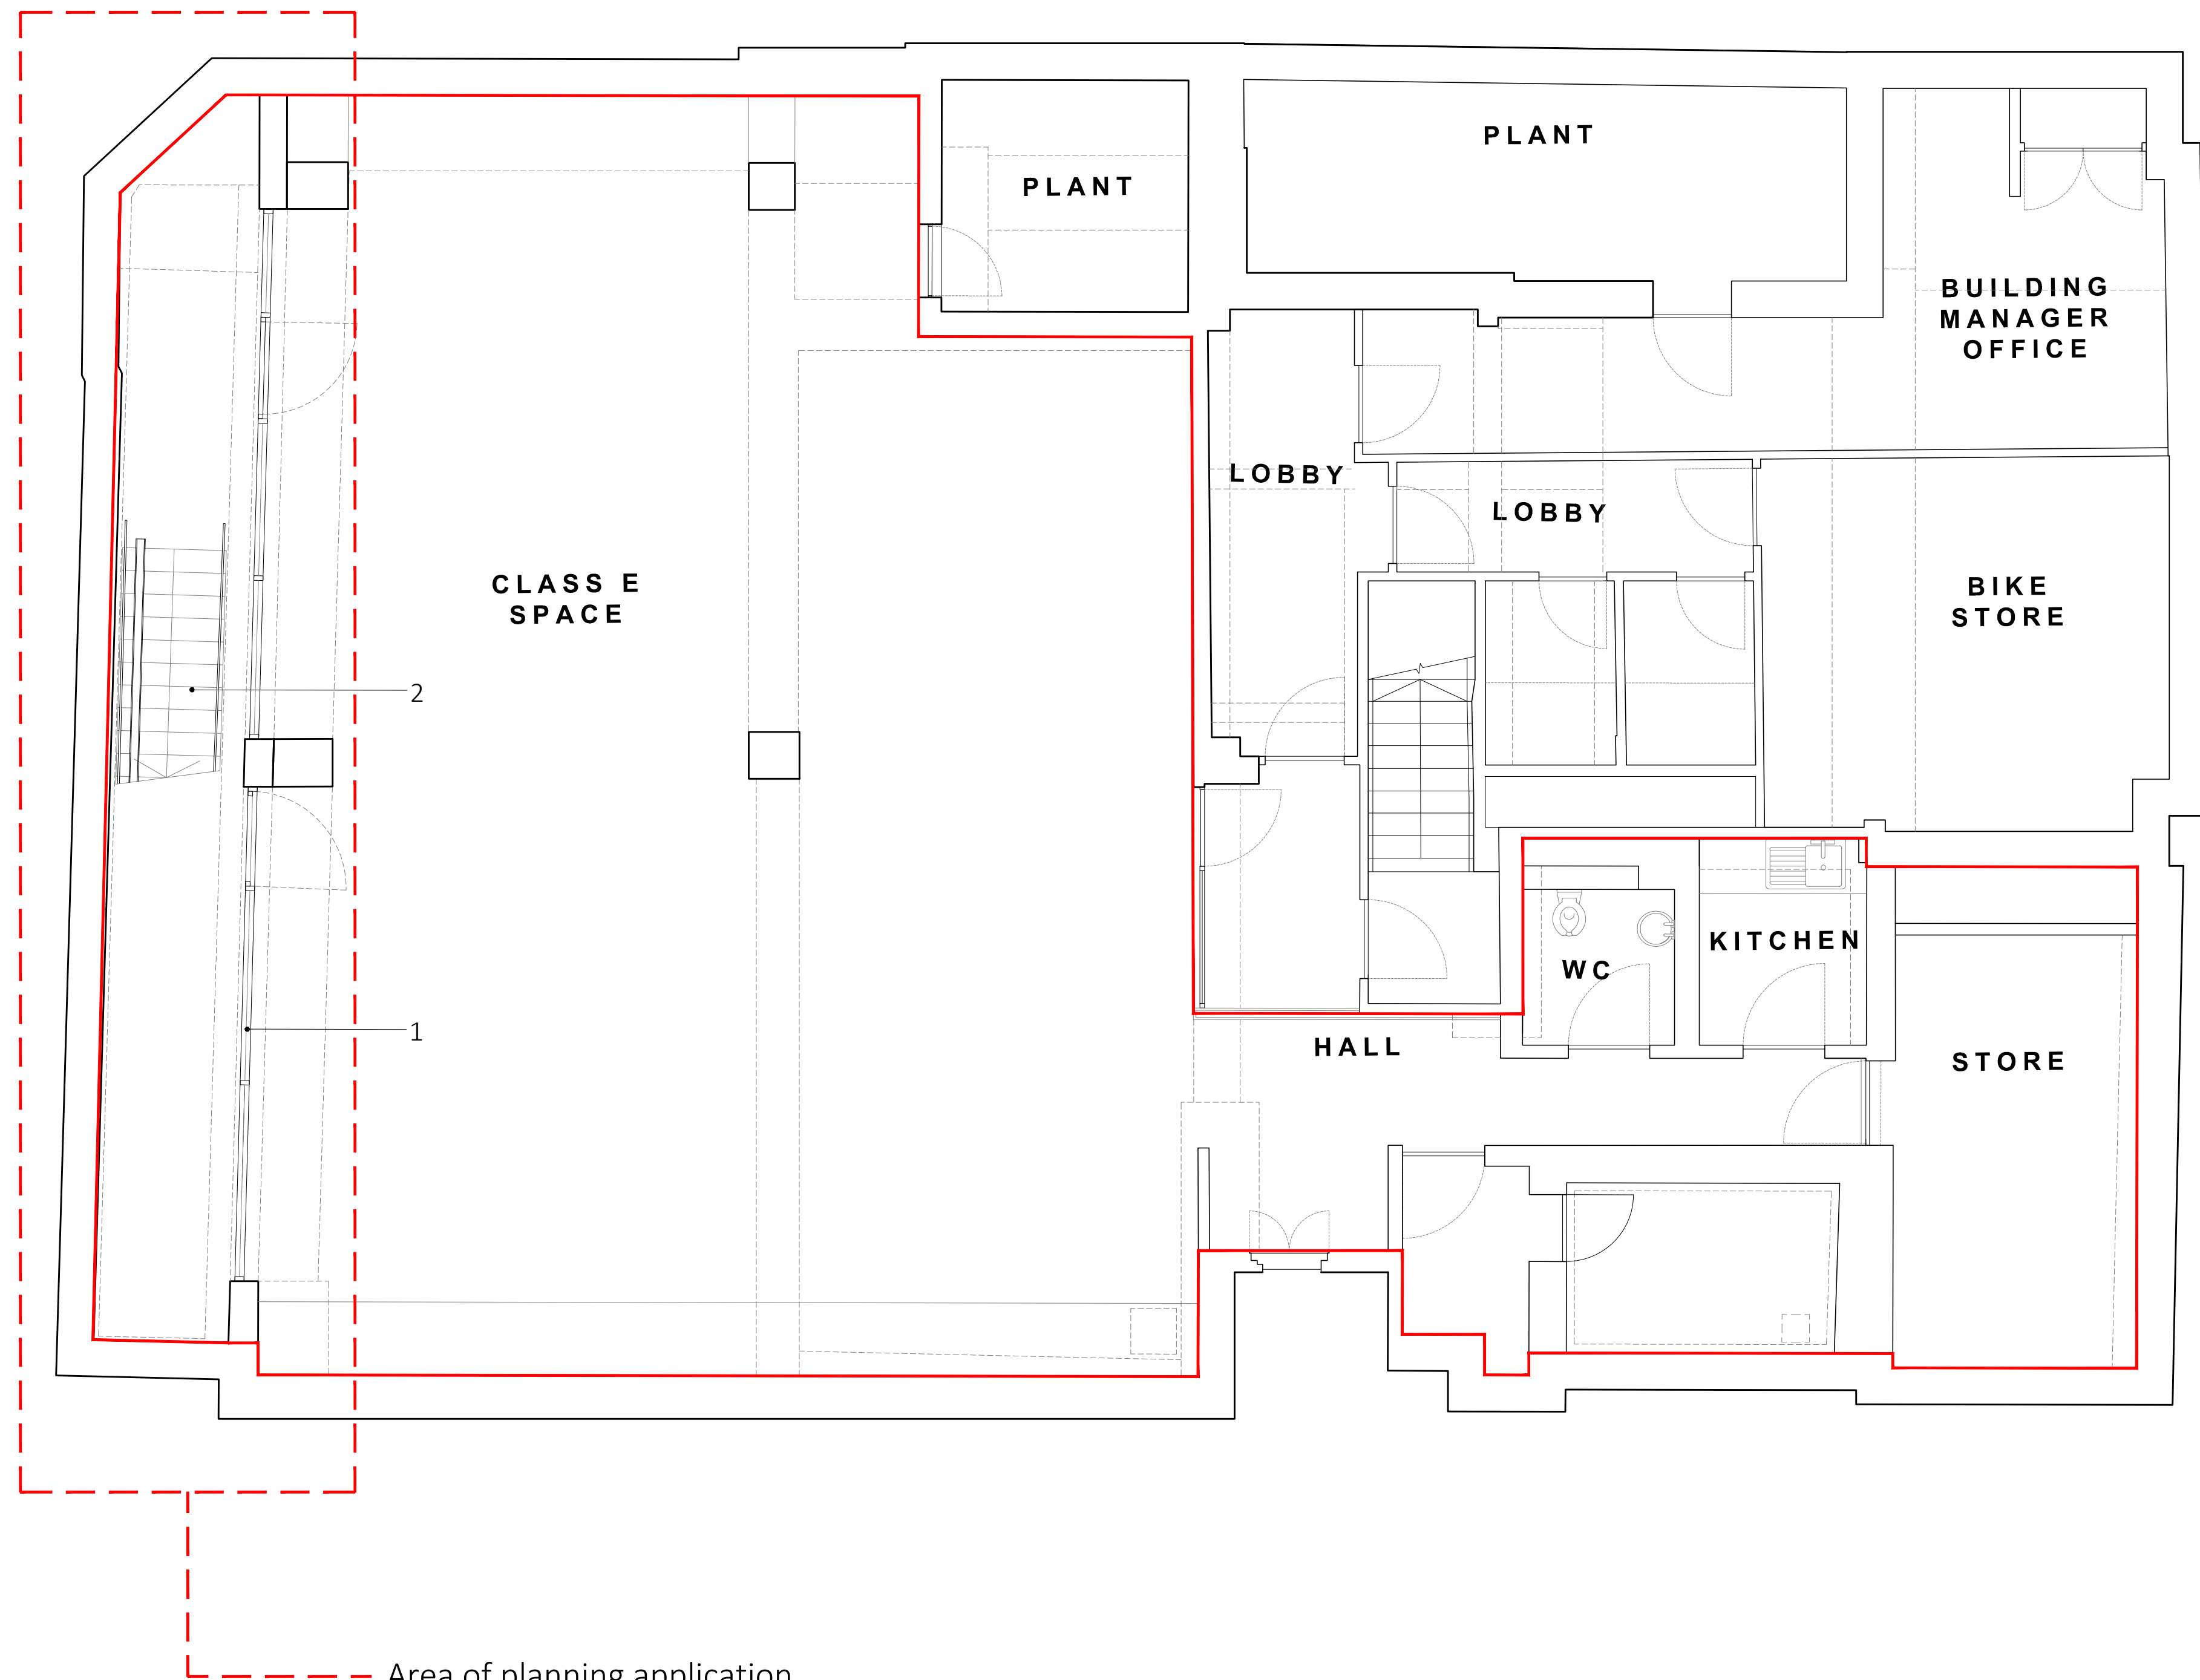 PLANT
PLANT
BUILDING
MANAGER
OFFICE
LOBBY
LOBBY
CLASS E
SPACE
BIKE
STORE
2
KITCHEN
WC
1
HALL
STORE
Area of planning application